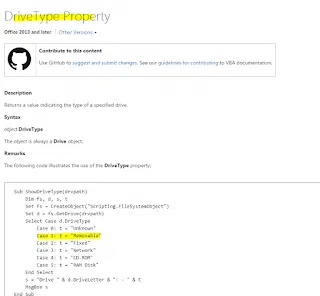 DriveType Property
Office 2013 and later Other Versions
Contribute to this content
Use GitHub to suggest and submit changes. See our guidelines for contributing to VBA documentation.
Description
Returns a value indicating the type of a specified drive.
Syntax
object.DriveType
The object is always a Drive object.
Remarks
The following code illustrates the use of the DriveType property:
Sub ShowDriveType(drvpath)
Dim fs, d, s, t
Set fs = CreateObject("Scripting.FileSystemObject")
Set d = fs.GetDrive(drvpath)
Select Case d.DriveType
Case 0: t = "Unknown"
Case 1: t = "Removable"
Case 2: t = "Fixed"
Case 3: t = "Network"
Case 4: t = "CD-ROM"
Case 5: t = "RAM Disk"
End Select
s = "Drive " & d.DriveLetter & ": - " & t
MsgBox s
End Sub